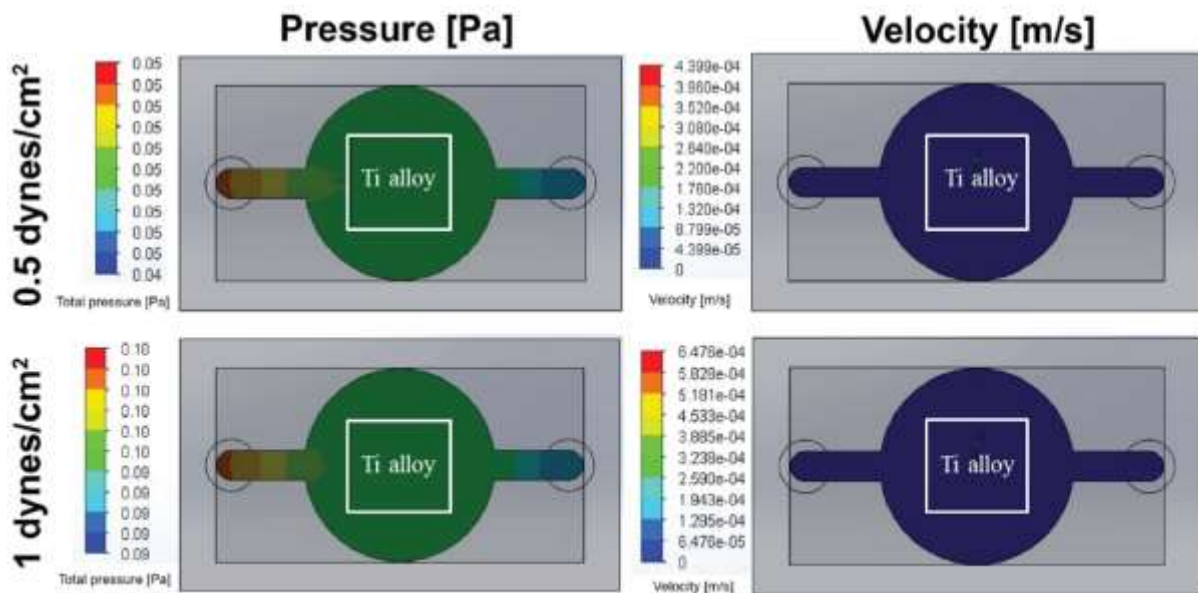 Pressure [Pa]
Velocity [m/s]
0.5 dynes/cm²
0.05
0.05
0.05
0.05
0.05
0.05
0.05
0.05
0.05
0.04
Total pressure [Pa]
Ti alloy
4.399e-04
3.960e-04
3.520e-04
3.080e-04
2.640e-04
2.200e-04
1.760e-04
1.320e-04
8.799e-05
4.399e-05
0
Velocity [m/s]
Ti alloy
1 dynes/cm²
0.10
0.10
0.10
0.10
0.10
0.10
0.09
0.09
0.09
0.09
Total pressure [Pa]
Ti alloy
6.476e-04
5.828e-04
5.181e-04
4.533e-04
3.885e-04
3.238e-04
2.590e-04
1.943e-04
1.295e-04
6.476e-05
0
Velocity [m/s]
Ti alloy